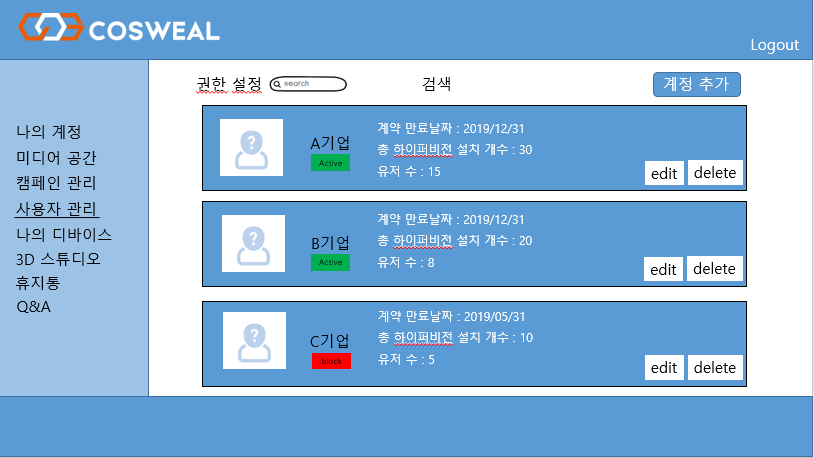 COSWEAL
Logout
권한 설정
search
검색
계정 추가
나의 계정
미디어 공간
캠페인 관리
사용자 관리
나의 디바이스
3D 스튜디오
휴지통
Q&A
?
A기업
Active
계약 만료날짜 : 2019/12/31
총 하이퍼비전 설치 개수 : 30
유저 수 : 15
edit
delete
?
B기업
Active
계약 만료날짜 : 2019/12/31
총 하이퍼비전 설치 개수 : 20
유저 수 : 8
edit
delete
?
C기업
block
계약 만료날짜 : 2019/05/31
총 하이퍼비전 설치 개수 : 10
유저 수 : 5
edit
delete